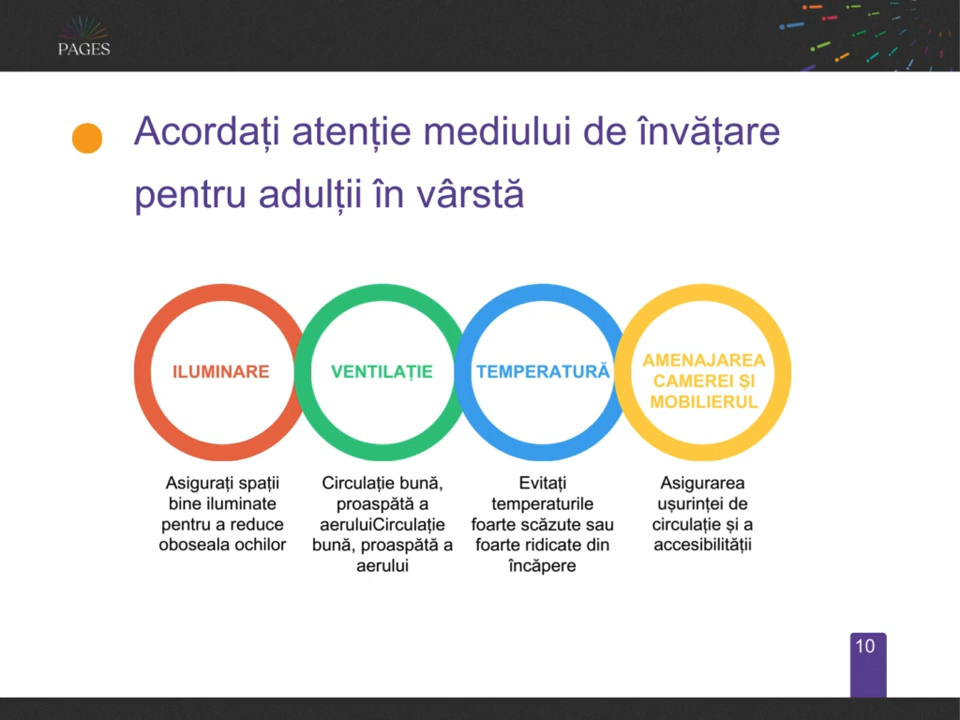 PAGES
Acordați atenție mediului de învățare
pentru adulții în vârstă
ILUMINARE
VENTILAȚIE
TEMPERATURĂ
AMENAJAREA
CAMEREI ȘI
MOBILIERUL
Asigurați spații
bine iluminate
pentru a reduce
oboseala ochilor
Circulație bună,
proaspătă a
aeruluiCirculație
bună, proaspătă a
aerului
Evitați
temperaturile
foarte scăzute sau
foarte ridicate din
încăpere
Asigurarea
ușurinței de
circulație și a
accesibilității
10